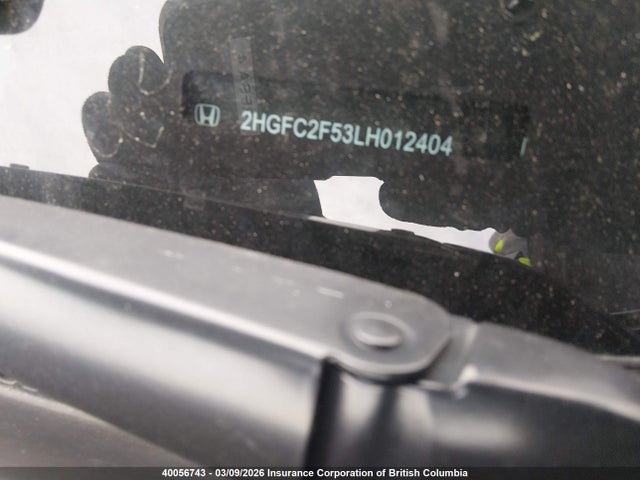 2HGFC2F53LH012404
40056743 - 03/09/2026 Insurance Corporation of British Columbia